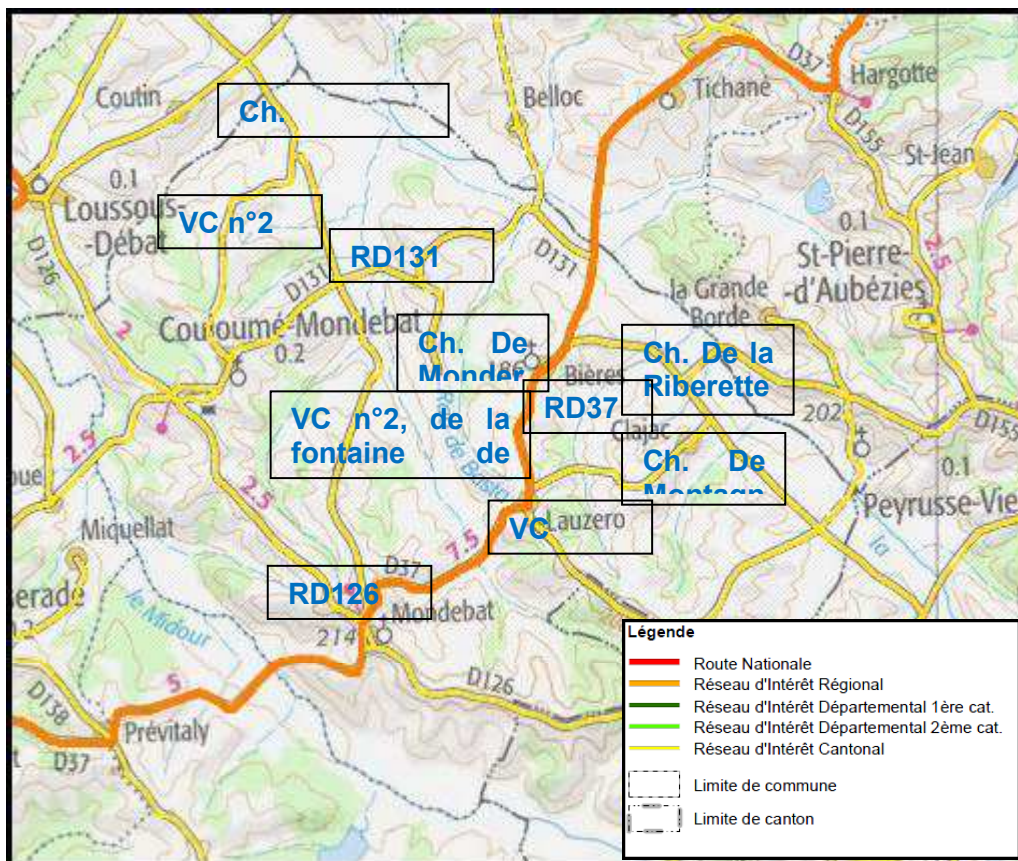 D37
Hargotte
Coutin
Belloc
Tichané
Ch.
D155
St-Jean
0.1
Loussous-
-Débat
VC n°2
0.1
D126
RD131
D131
D131
St-Pierre-
-d'Aubézies
2.5
la Grande
Borde
2
Couloumé-Mondebat
0.2
Ch. De
Monder
186
Bières
Ch. De la
Riberette
RD37
VC n°2, de la
fontaine de
Clajac
202
D155
2.5
Ch. De
Montagn
0.1
Peyrusse-Vie
2.5
Miquellat
VC
Lauzero
7.5
la
D37
RD126
Mondebat
214
le Midour
D126
5
D138
Prévitaly
D37
Légende
Route Nationale
Réseau d'Intérêt Régional
Réseau d'Intérêt Départemental 1ère cat.
Réseau d'Intérêt Départemental 2ème cat.
Réseau d'Intérêt Cantonal
Limite de commune
Limite de canton